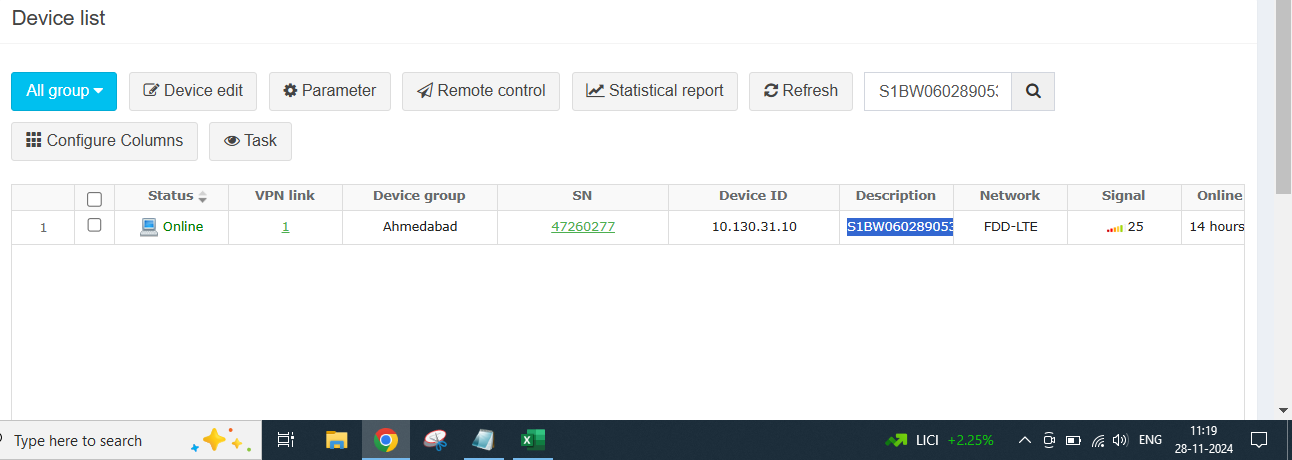 Device list
All group Device edit Parameter Remote control Statistical report Refresh S1BW060289053
Configure Columns Task
Status VPN link Device group SN Device ID Description Network Signal Online
1 Online 1 Ahmedabad 47260277 10.130.31.10 S1BW060289053 FDD-LTE 25 14 hours
Type here to search LICI +2.25% ENG 11:19
28-11-2024